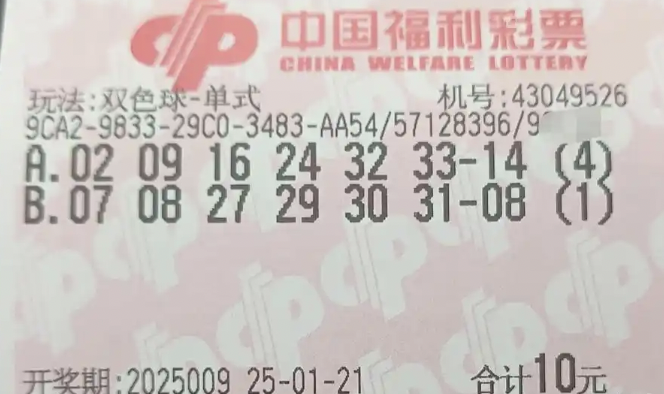 中国福利彩票
CHINA WELFARE LOTTERY
玩法:双色球-单式 机号:43049526
9CA2-9833-29C0-3483-AA54/57128396/9
A.02 09 16 24 32 33-14 (4)
B.07 08 27 29 30 31-08 (1)
开奖期:2025009 25-01-21 合计10元